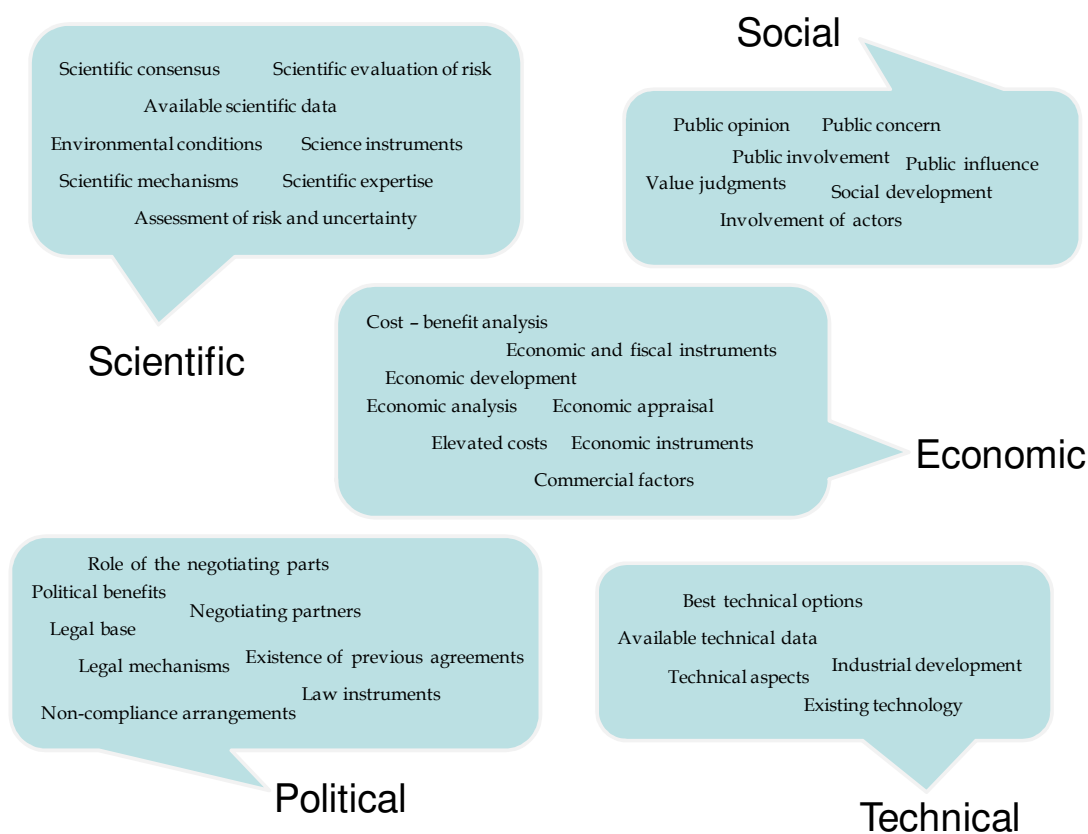 Scientific consensus Scientific evaluation of risk
Available scientific data
Environmental conditions Science instruments
Scientific mechanisms Scientific expertise
Assessment of risk and uncertainty
Scientific
Social
Public opinion Public concern
Public involvement Public influence
Value judgments Social development
Involvement of actors
Cost – benefit analysis
Economic and fiscal instruments
Economic development
Economic analysis Economic appraisal
Elevated costs Economic instruments
Commercial factors
Economic
Role of the negotiating parts
Political benefits
Negotiating partners
Legal base
Legal mechanisms Existence of previous agreements
Law instruments
Non-compliance arrangements
Political
Best technical options
Available technical data
Technical aspects Industrial development
Existing technology
Technical